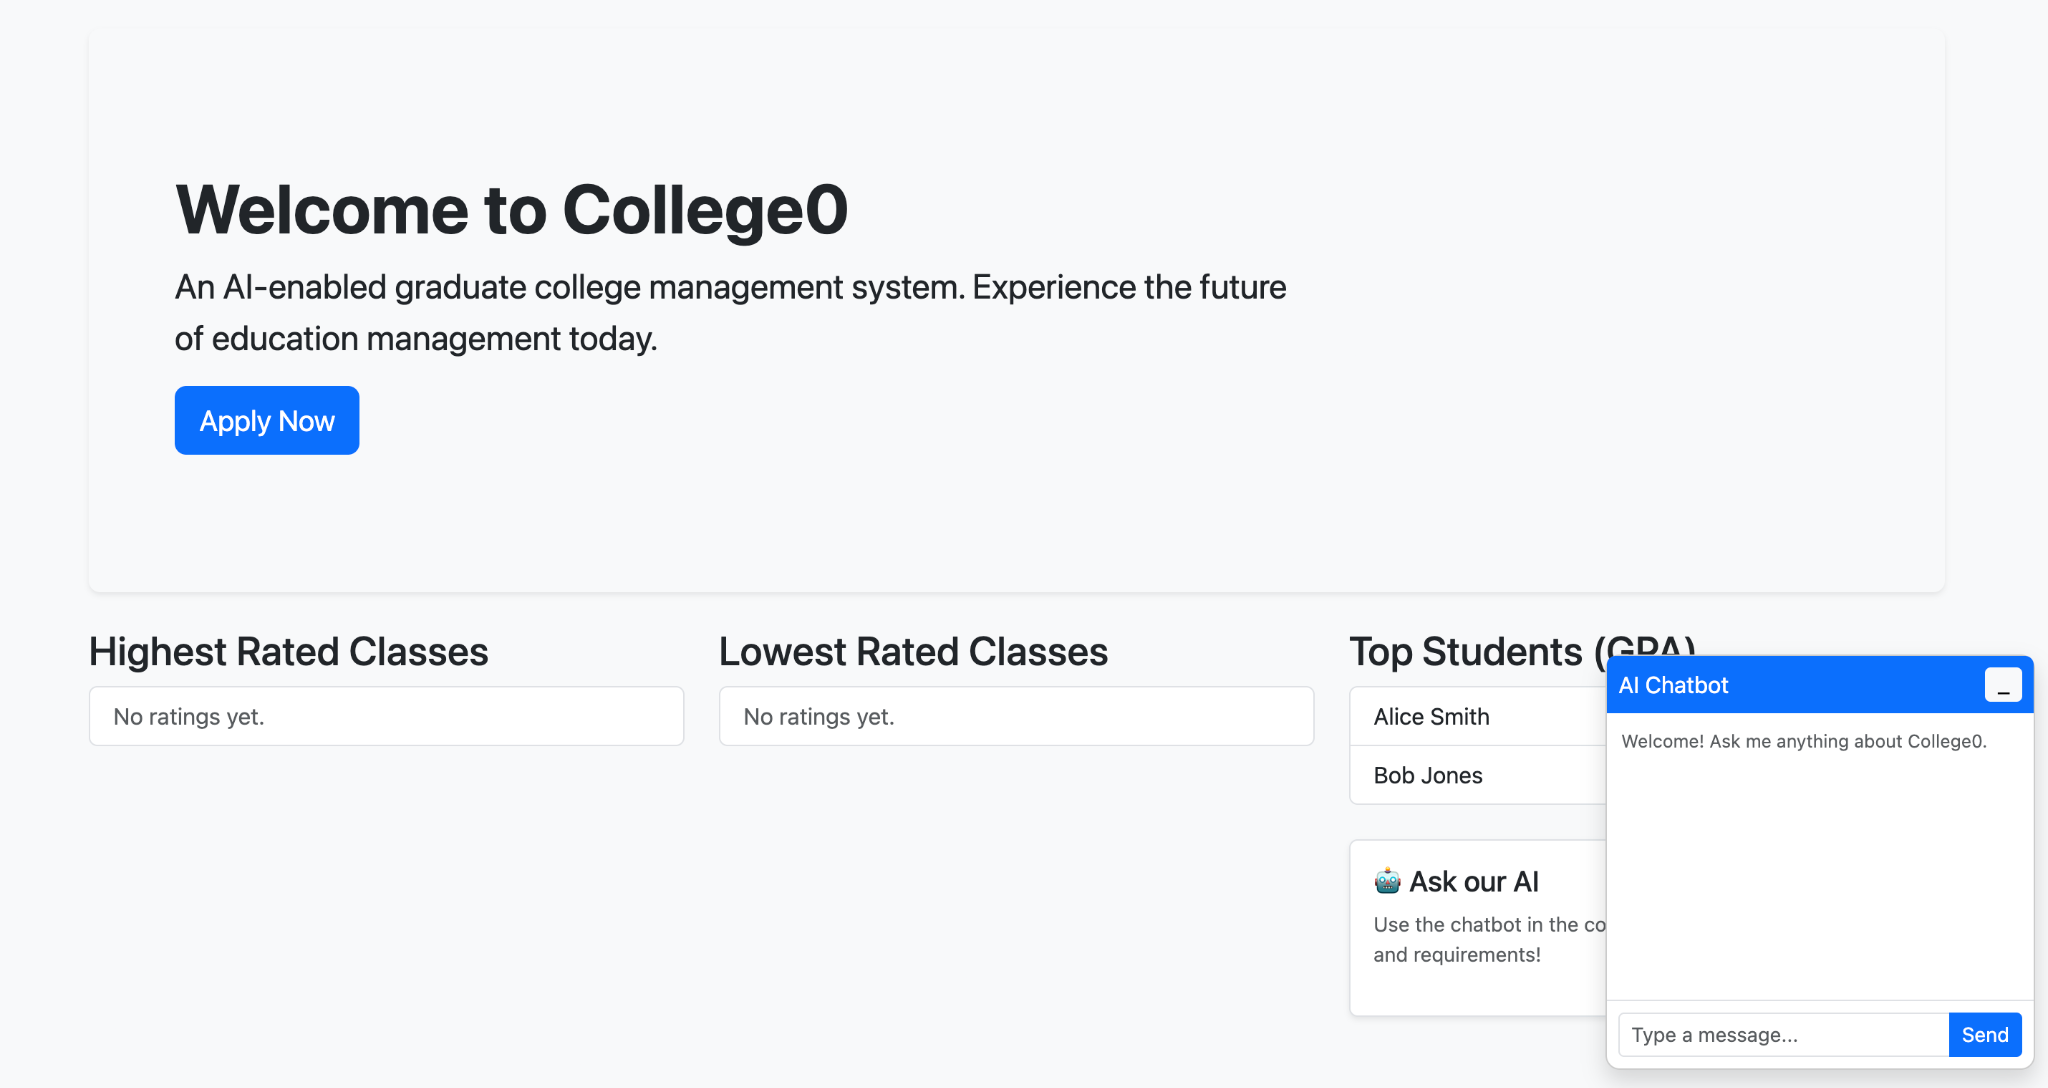 Welcome to College0
An AI-enabled graduate college management system. Experience the future
of education management today.
Apply Now
Highest Rated Classes
No ratings yet.
Lowest Rated Classes
No ratings yet.
Top Students (GPA)
Alice Smith
Bob Jones
🤖 Ask our AI
Use the chatbot in the
and requirements!
AI Chatbot
_
Welcome! Ask me anything about College0.
Type a message...
Send